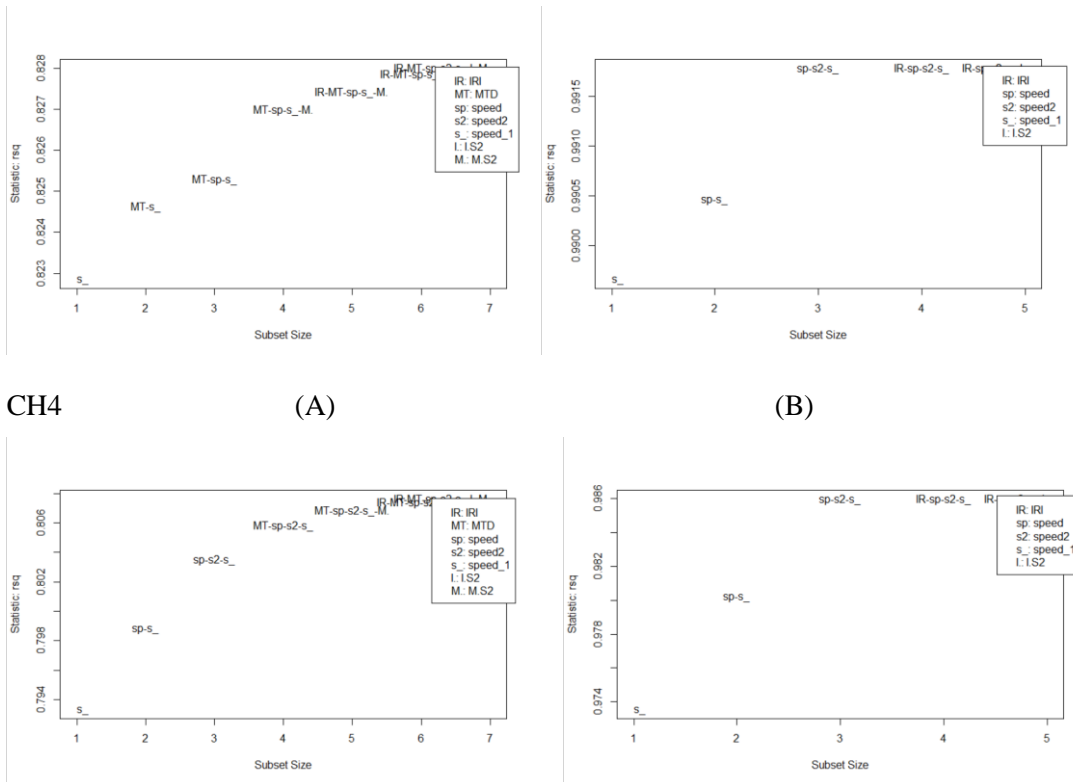 Statistic: rsq
0.828
0.827
0.826
0.825
0.824
0.823
IR-MT-sp-s_-M.
MT-sp-s_-M.
MT-sp-s_
MT-s_
s_
IR: IRI
MT: MTD
sp: speed
s2: speed2
s_: speed_1
I.: I.S2
M.: M.S2
1 2 3 4 5 6 7
Subset Size
Statistic: rsq
0.9915
0.9910
0.9905
0.9900
sp-s2-s_
IR-sp-s2-s_
sp-s_
s_
IR: IRI
sp: speed
s2: speed2
s_: speed_1
I.: I.S2
1 2 3 4 5
Subset Size
CH4 (A) (B)
Statistic: rsq
0.806
0.802
0.798
0.794
MT-sp-s2-s_-M.
MT-sp-s2-s_
sp-s2-s_
sp-s_
s_
IR: IRI
MT: MTD
sp: speed
s2: speed2
s_: speed_1
I.: I.S2
M.: M.S2
1 2 3 4 5 6 7
Subset Size
Statistic: rsq
0.986
0.982
0.978
0.974
sp-s2-s_
IR-sp-s2-s_
sp-s_
s_
IR: IRI
sp: speed
s2: speed2
s_: speed_1
I.: I.S2
1 2 3 4 5
Subset Size